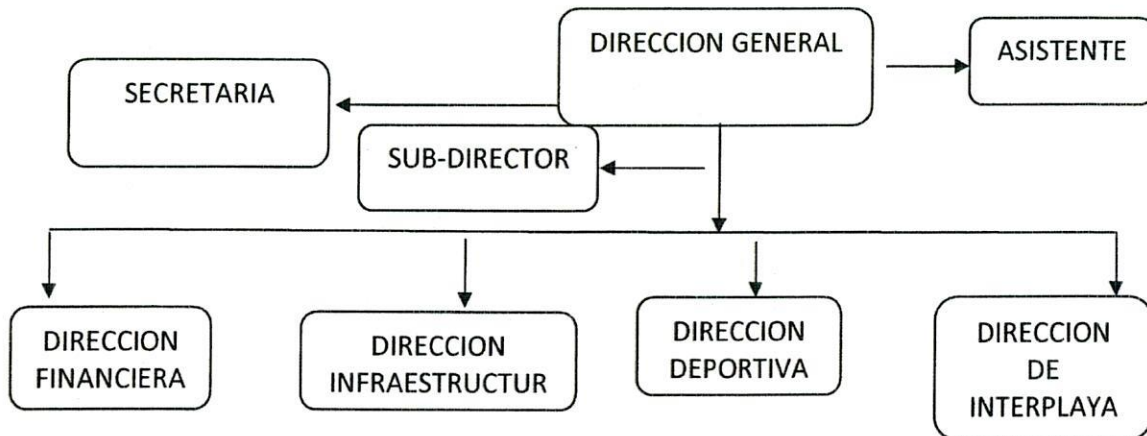 DIRECCION GENERAL
ASISTENTE
SECRETARIA
SUB-DIRECTOR
DIRECCION
FINANCIERA
DIRECCION
INFRAESTRUCTUR
DIRECCION
DEPORTIVA
DIRECCION
DE
INTERPLAYA